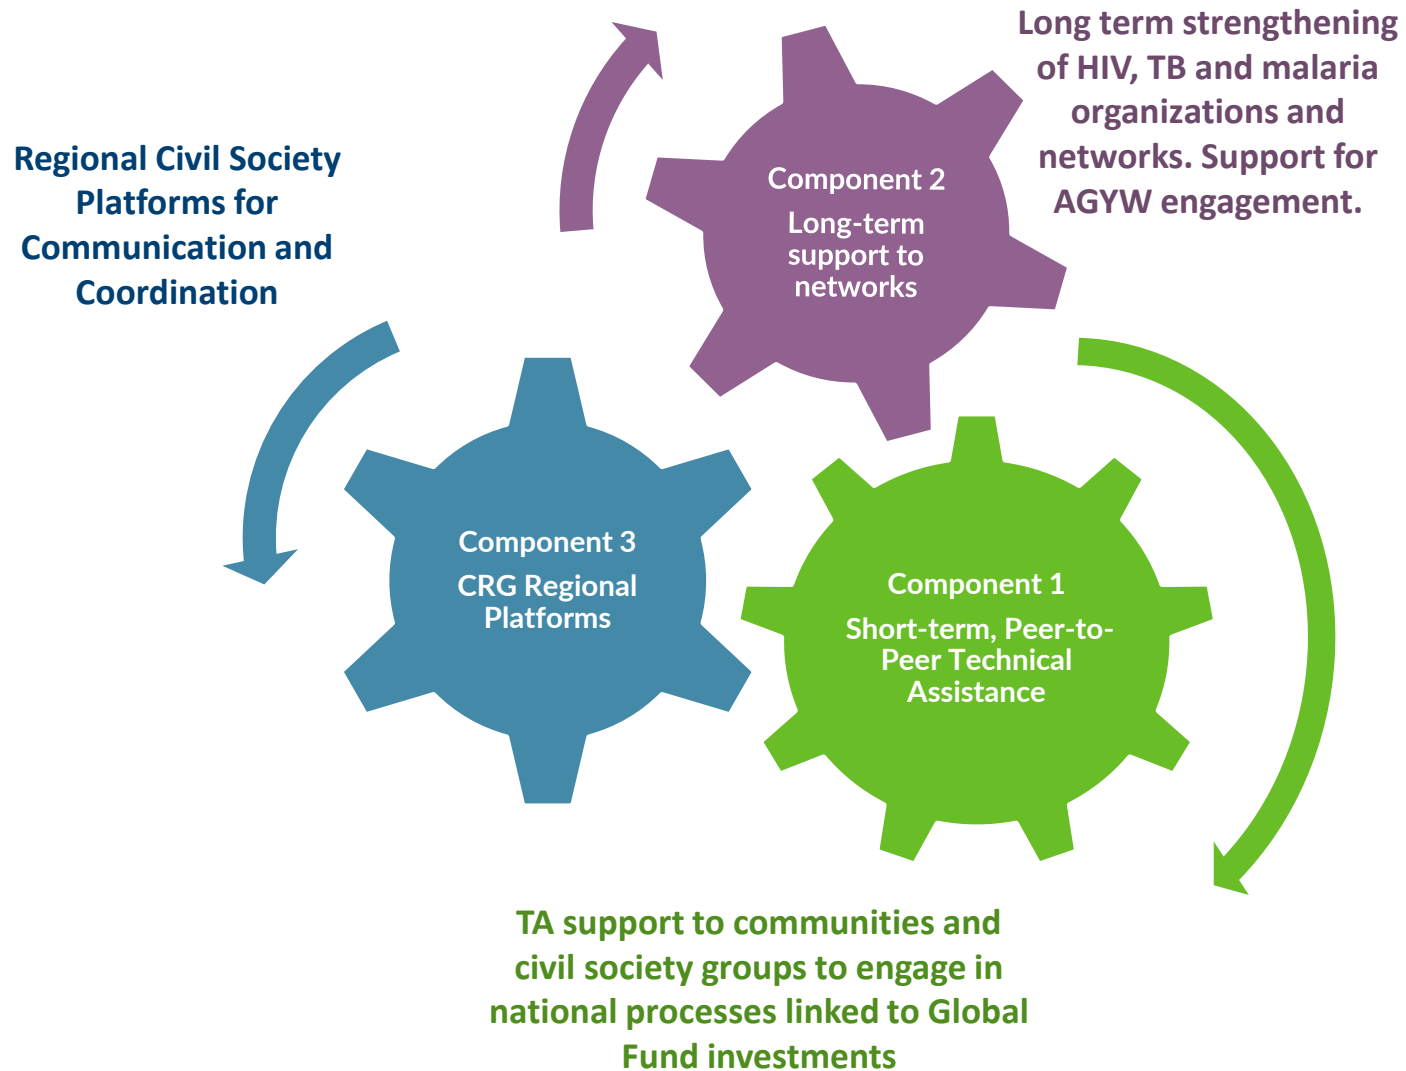 Long term strengthening
of HIV, TB and malaria
organizations and
networks. Support for
AGYW engagement.
Regional Civil Society
Platforms for
Communication and
Coordination
Component 2
Long-term
support to
networks
Component 3
CRG Regional
Platforms
Component 1
Short-term, Peer-to-
Peer Technical
Assistance
TA support to communities and
civil society groups to engage in
national processes linked to Global
Fund investments